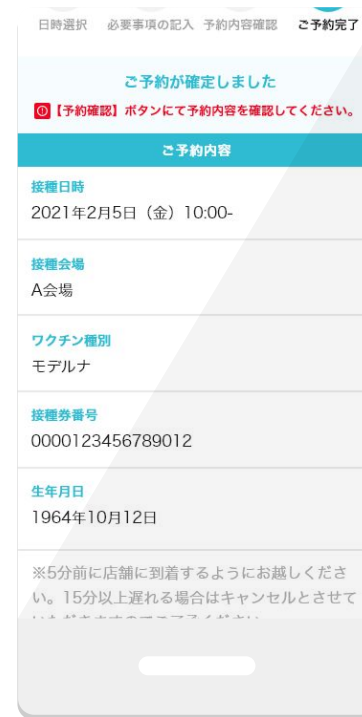 日時選択 必要事項の記入 予約内容確認 ご予約完了
ご予約が確定しました
【予約確認】ボタンにて予約内容を確認してください。
ご予約内容
接種日時
2021年2月5日（金）10:00-
接種会場
A会場
ワクチン種別
モデルナ
接種券番号
0000123456789012
生年月日
1964年10月12日
※5分前に店舗に到着するようにお越しくださ
い。15分以上遅れる場合はキャンセルとさせて